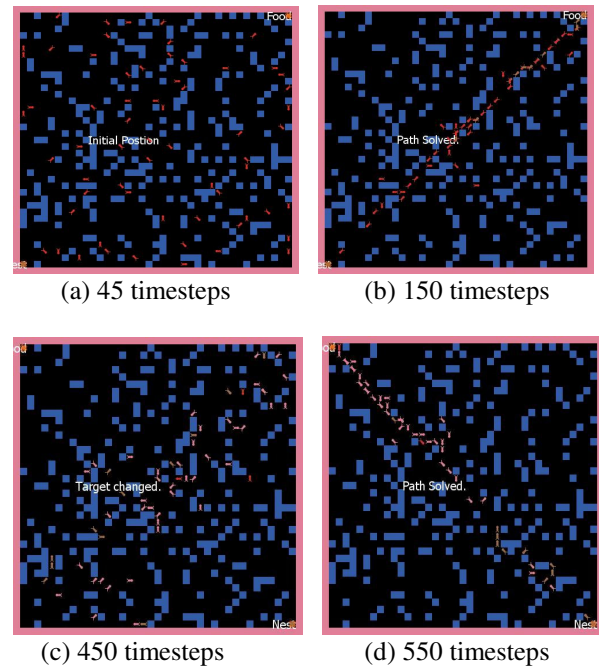 Food
Initial Postion
est
(a) 45 timesteps
Food
Path Solved.
est
(b) 150 timesteps
od
Target changed.
Nest
(c) 450 timesteps
Food
Path Solved.
Nest
(d) 550 timesteps